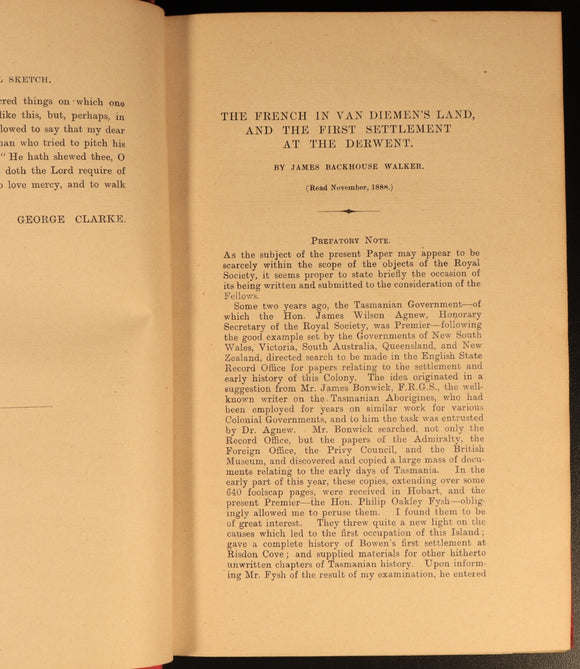 L SKETCH.
cred things on which one
like this, but, perhaps, in
lowed to say that my dear
man who tried to pitch his
"He hath shewed thee, O
doth the Lord require of
o love mercy, and to walk
GEORGE CLARKE.
THE FRENCH IN VAN DIEMEN'S LAND,
AND THE FIRST SETTLEMENT
AT THE DERWENT.
BY JAMES BACKHOUSE WALKER.
(Read November, 1888.)
PREFATORY NOTE.
As the subject of the present Paper may appear to be
scarcely within the scope of the objects of the Royal
Society, it seems proper to state briefly the occasion of
its being written and submitted to the consideration of the
Fellows.
Some two years ago, the Tasmanian Government—of
which the Hon. James Wilson Agnew, Honorary
Secretary of the Royal Society, was Premier—following
the good example set by the Governments of New South
Wales, Victoria, South Australia, Queensland, and New
Zealand, directed search to be made in the English State
Record Office for papers relating to the settlement and
early history of this Colony. The idea originated in a
suggestion from Mr. James Bonwick, F.R.G.S., the well-
known writer on the Tasmanian Aborigines, who had
been employed for years on similar work for various
Colonial Governments, and to him the task was entrusted
by Dr. Agnew. Mr. Bonwick searched, not only the
Record Office, but the papers of the Admiralty, the
Foreign Office, the Privy Council, and the British
Museum, and discovered and copied a large mass of docu-
ments relating to the early days of Tasmania. In the
early part of this year, these copies, extending over some
640 foolscap pages, were received in Hobart, and the
present Premier—the Hon. Philip Oakley Fysh—oblig-
ingly allowed me to peruse them. I found them to be
of great interest. They threw quite a new light on the
causes which led to the first occupation of this Island;
gave a complete history of Bowen's first settlement at
Risdon Cove; and supplied materials for other hitherto
unwritten chapters of Tasmanian history. Upon inform-
ing Mr. Fysh of the result of my examination, he entered